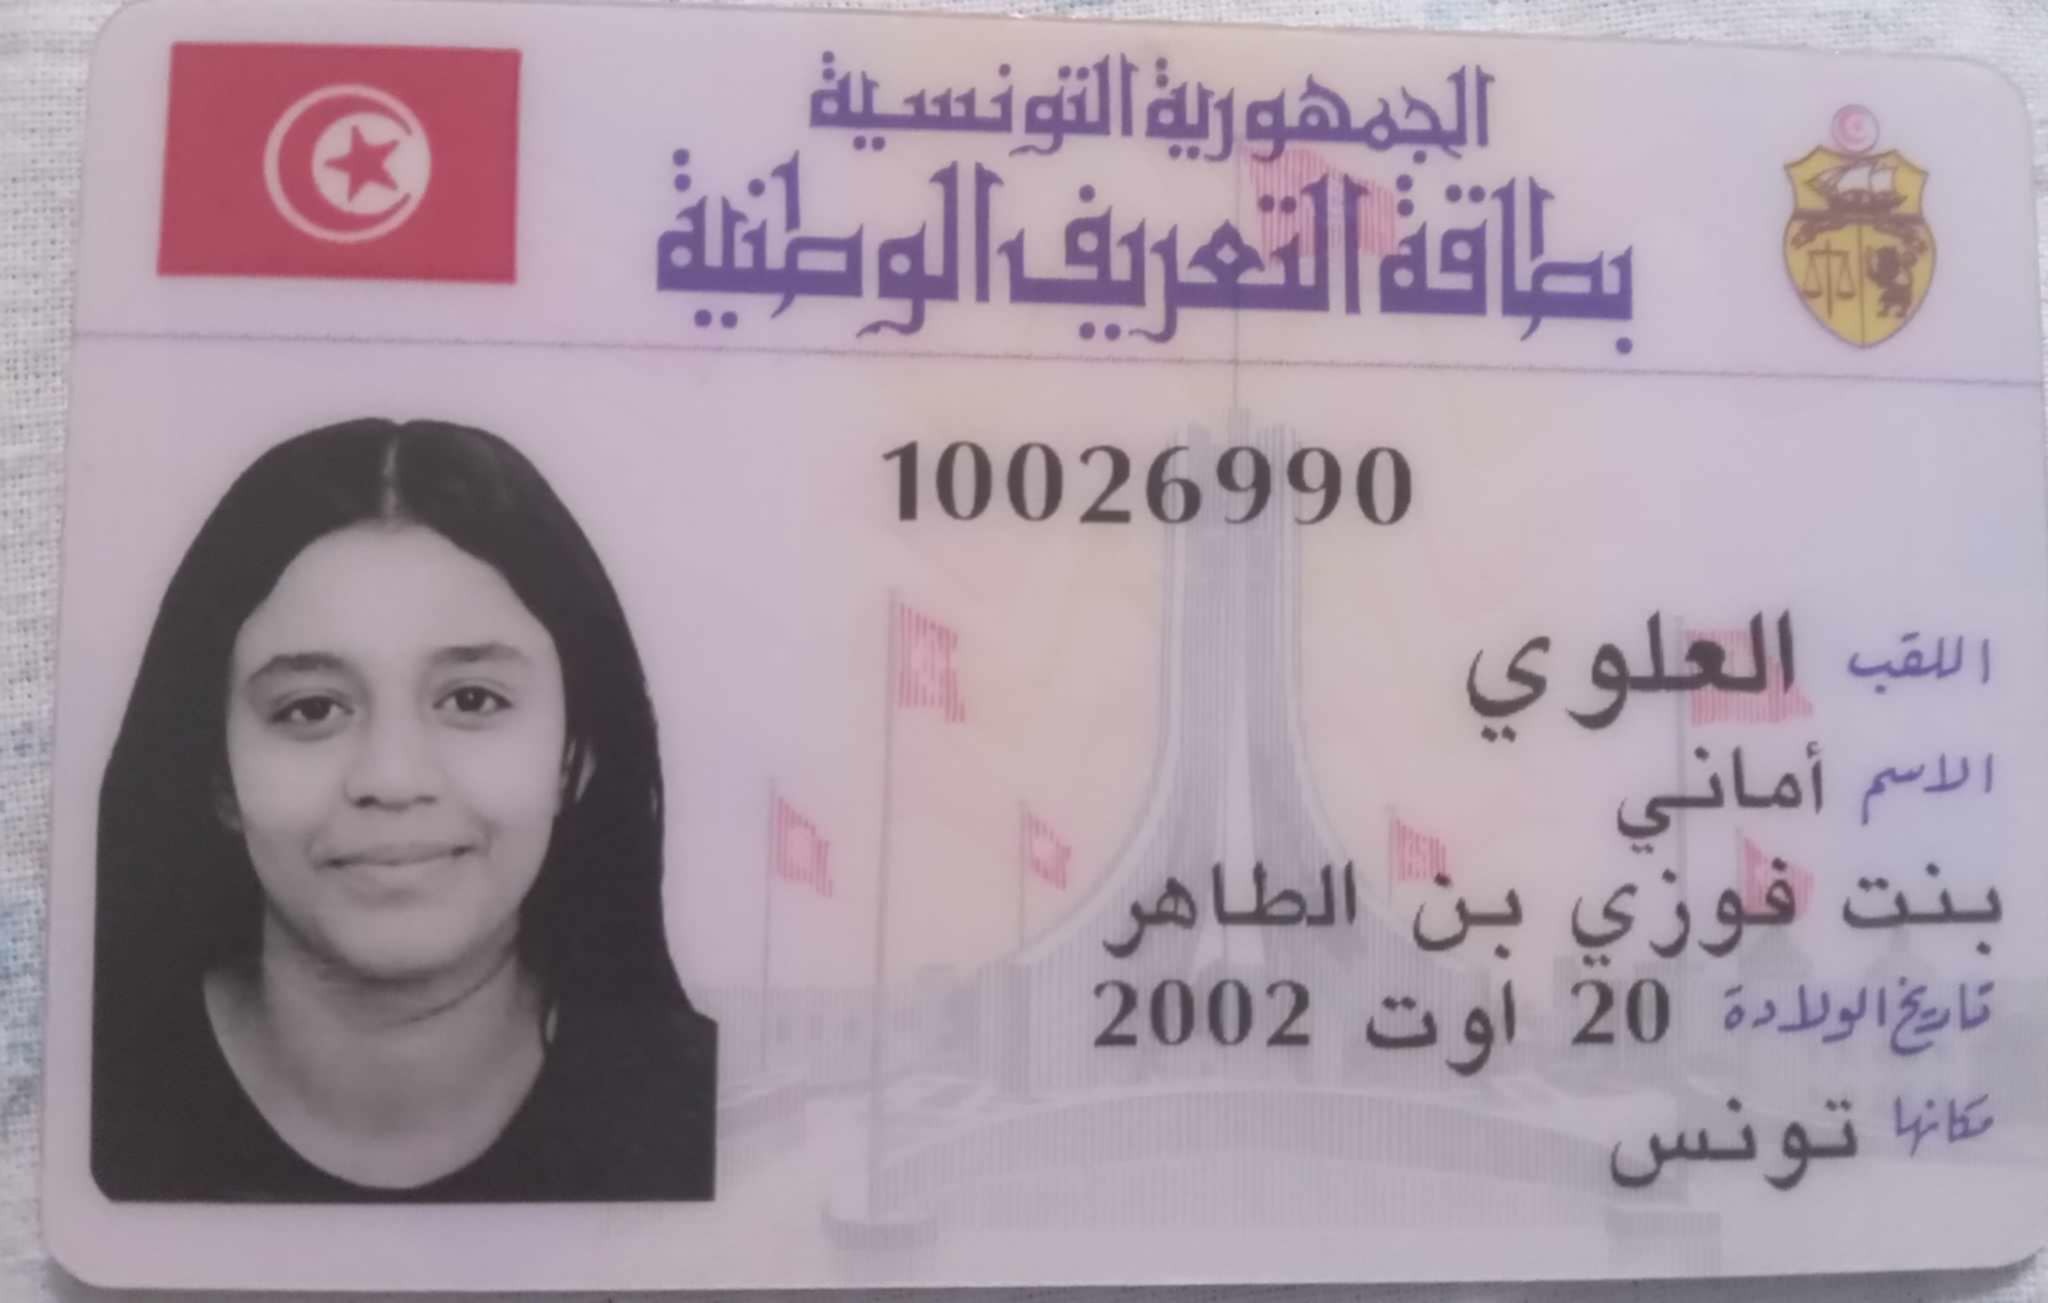 الجمهورية التونسية
بطاقة التعريف الوطنية
10026990
اللقب العلوي
الاسم أماني
بنت فوزي بن الطاهر
تاريخ الولادة 20 اوت 2002
مكانها تونس